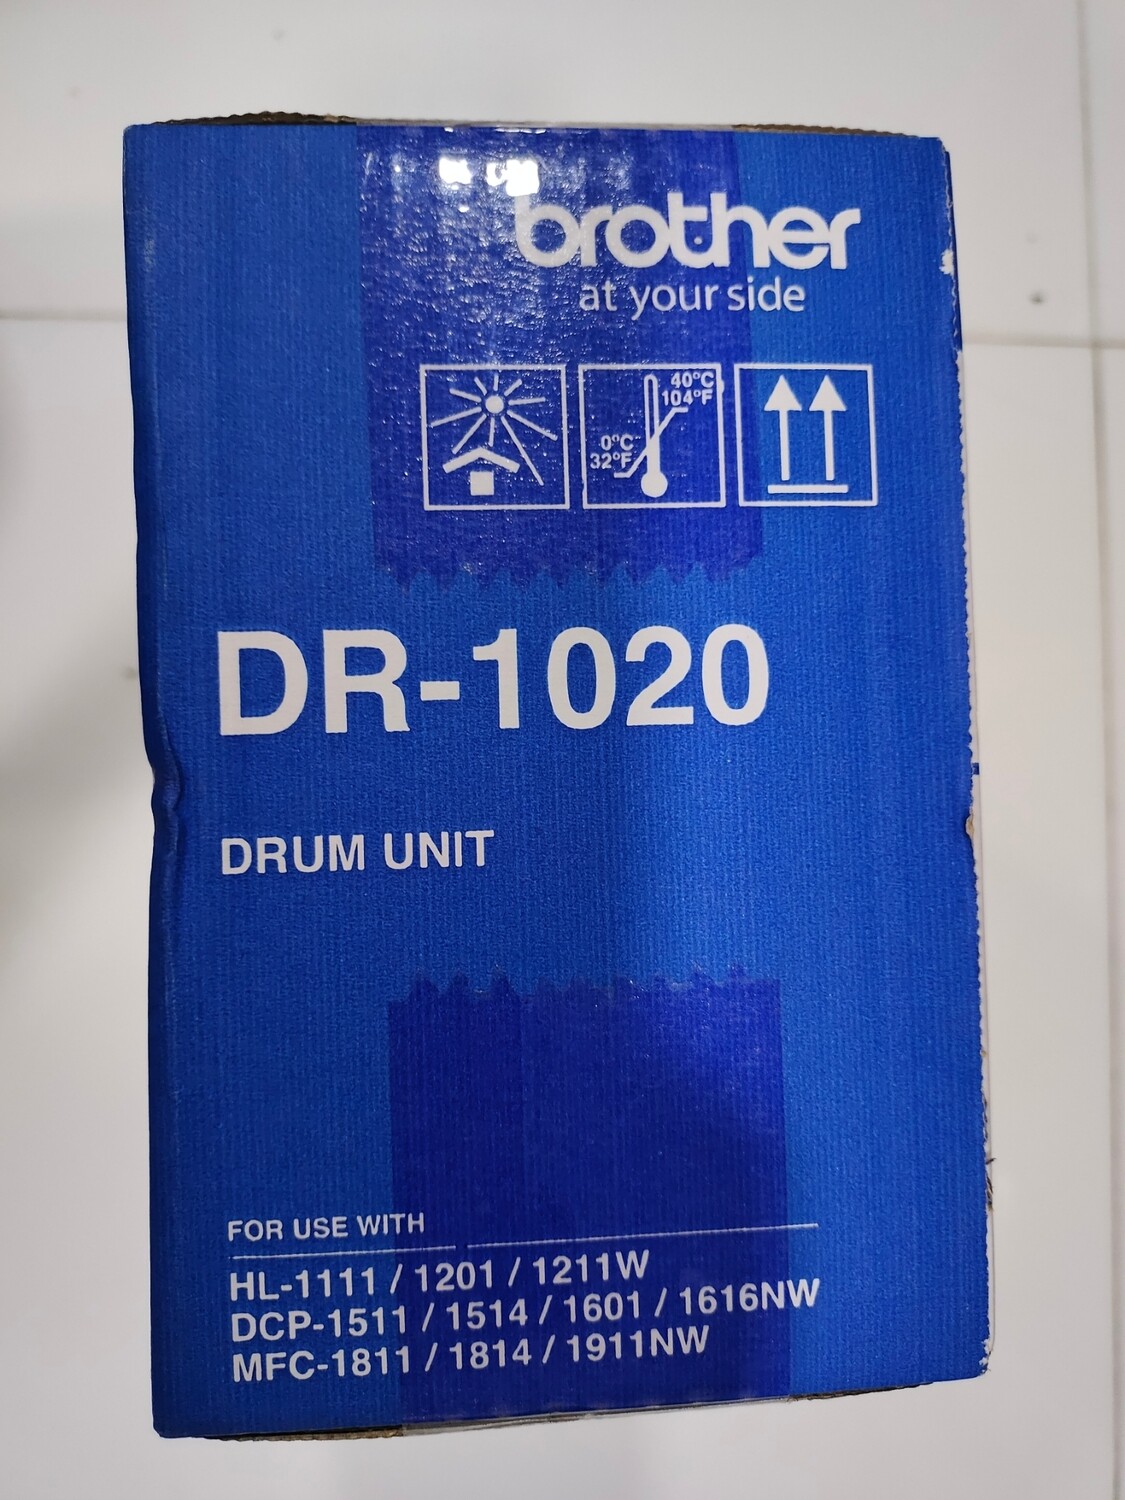 brother
at your side
40°C
104°F
0°C
32°F
DR-1020
DRUM UNIT
FOR USE WITH
HL-1111 / 1201 / 1211W
DCP-1511 / 1514 / 1601 / 1616NW
MFC-1811 / 1814 / 1911NW